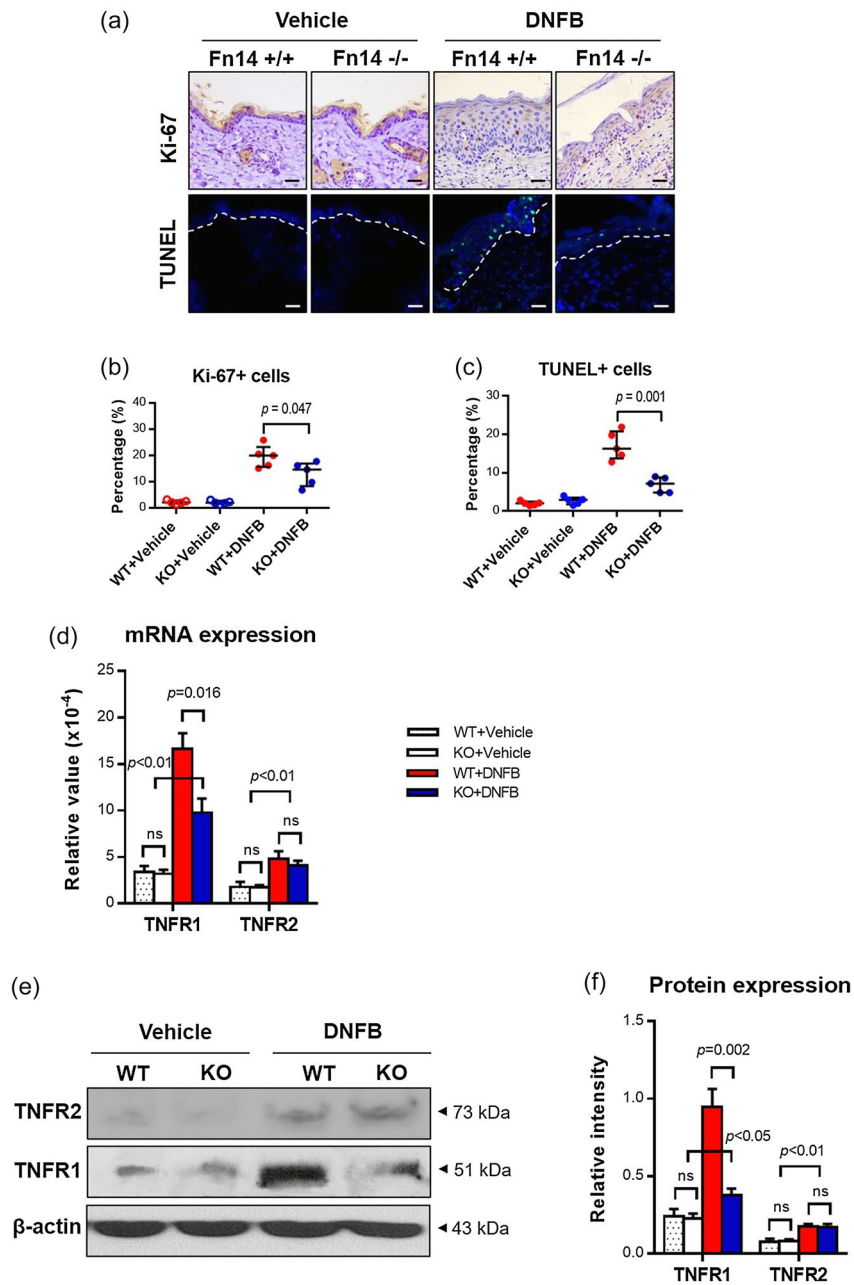 (a)
Vehicle DNFB
Fn14 +/+ Fn14 -/- Fn14 +/+ Fn14 -/-
Ki-67
TUNEL
(b)
Ki-67+ cells
Percentage (%)
40
30
20
10
0
p = 0.047
WT+Vehicle
KO+Vehicle
WT+DNFB
KO+DNFB
(c)
TUNEL+ cells
Percentage (%)
30
20
10
0
p = 0.001
WT+Vehicle
KO+Vehicle
WT+DNFB
KO+DNFB
(d)
mRNA expression
Relative value (x10-4)
25
20
15
10
5
0
p=0.016
p<0.01
p<0.01
ns
ns
ns
TNFR1 TNFR2
WT+Vehicle
KO+Vehicle
WT+DNFB
KO+DNFB
(e)
Vehicle DNFB
WT KO WT KO
TNFR2 ◄ 73 kDa
TNFR1 ◄ 51 kDa
β-actin ◄ 43 kDa
(f)
Protein expression
Relative intensity
1.5
1.0
0.5
0.0
p=0.002
p<0.05
p<0.01
ns
ns
ns
TNFR1 TNFR2